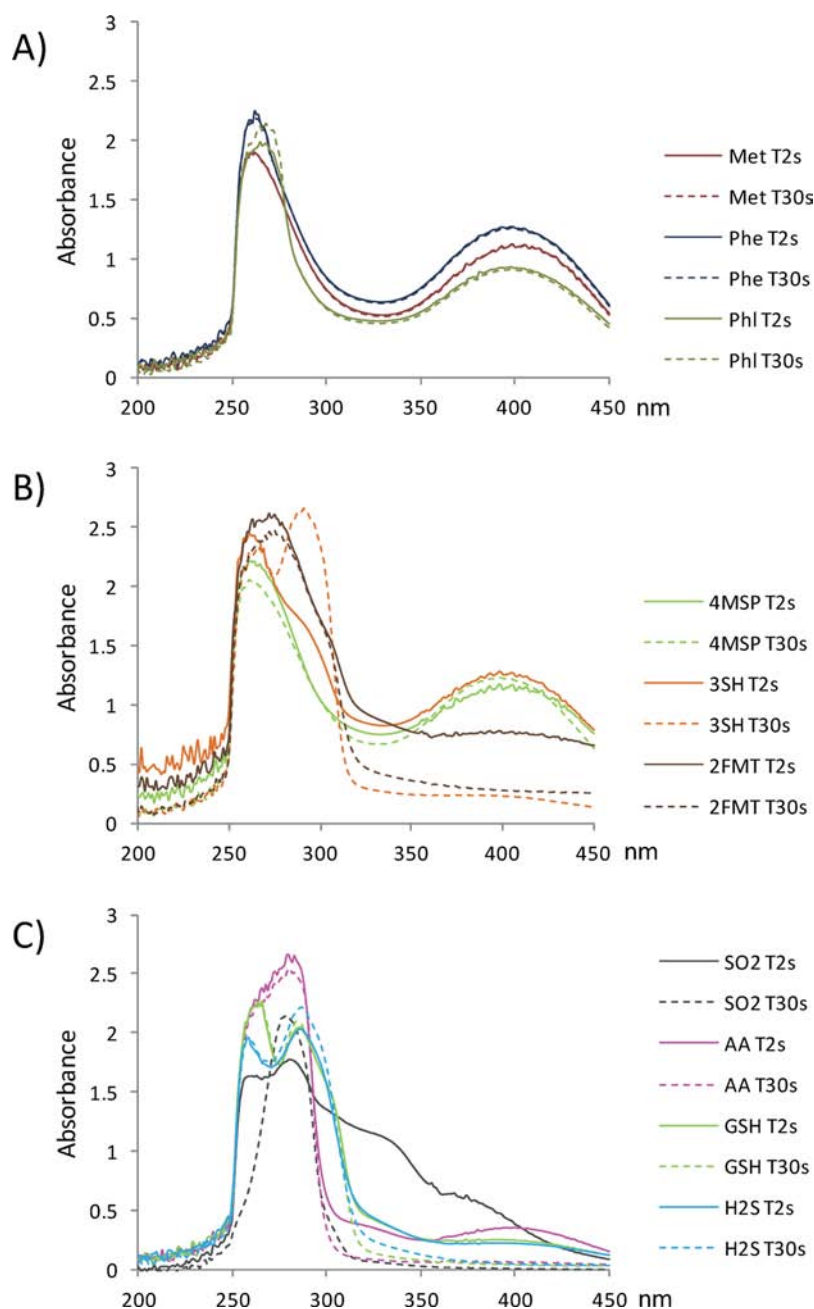 A)
Absorbance
3
2.5
2
1.5
1
0.5
0
200 250 300 350 400 450 nm
Met T2s
Met T30s
Phe T2s
Phe T30s
Phl T2s
Phl T30s
B)
Absorbance
3
2.5
2
1.5
1
0.5
0
200 250 300 350 400 450 nm
4MSP T2s
4MSP T30s
3SH T2s
3SH T30s
2FMT T2s
2FMT T30s
C)
Absorbance
3
2.5
2
1.5
1
0.5
0
200 250 300 350 400 450 nm
SO2 T2s
SO2 T30s
AA T2s
AA T30s
GSH T2s
GSH T30s
H2S T2s
H2S T30s